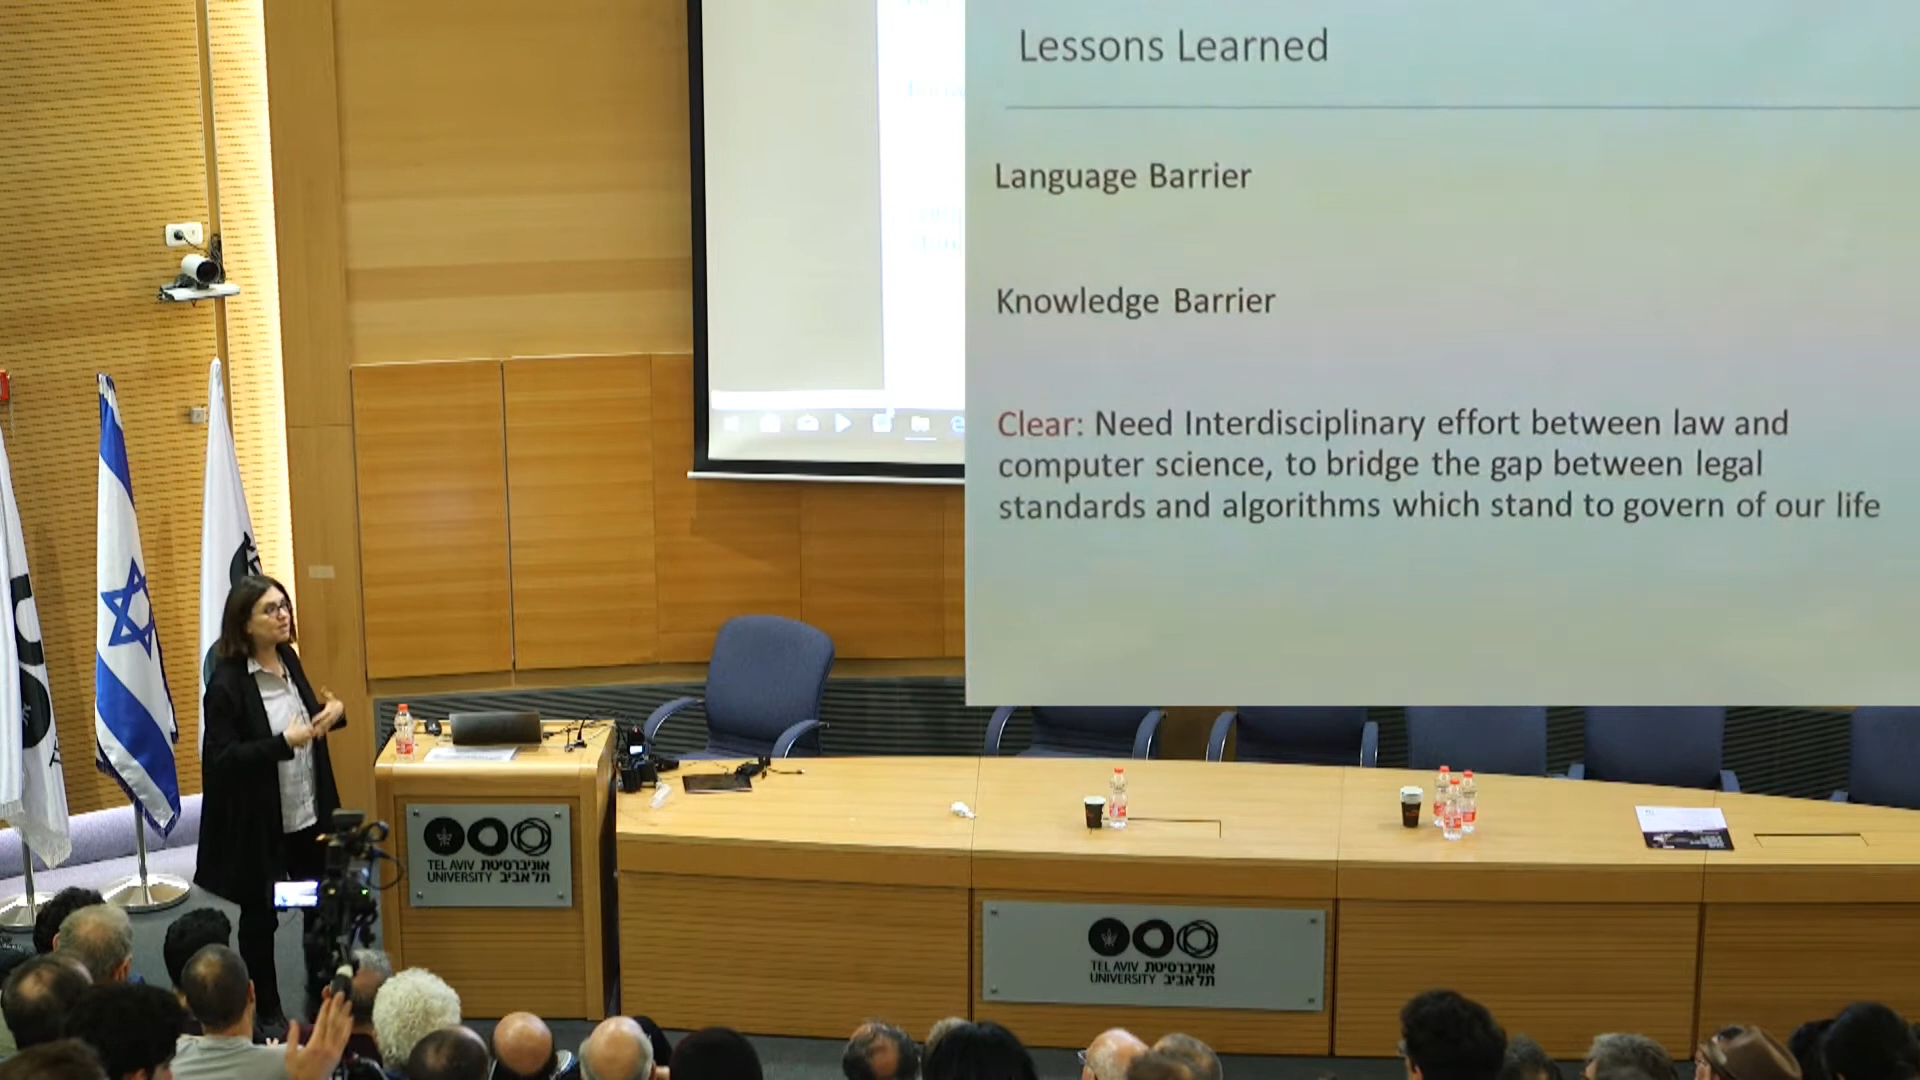 Lessons Learned
Language Barrier
Knowledge Barrier
Clear: Need Interdisciplinary effort between law and
computer science, to bridge the gap between legal
standards and algorithms which stand to govern of our life
TEL AVIV אוניברסיטת
UNIVERSITY תל אביב
TEL AVIV אוניברסיטת
UNIVERSITY תל אביב